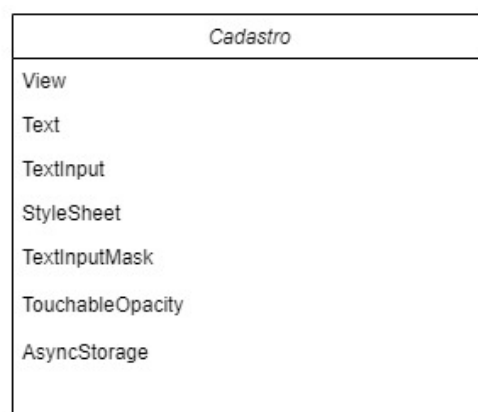 Cadastro
View
Text
TextInput
StyleSheet
TextInputMask
TouchableOpacity
AsyncStorage